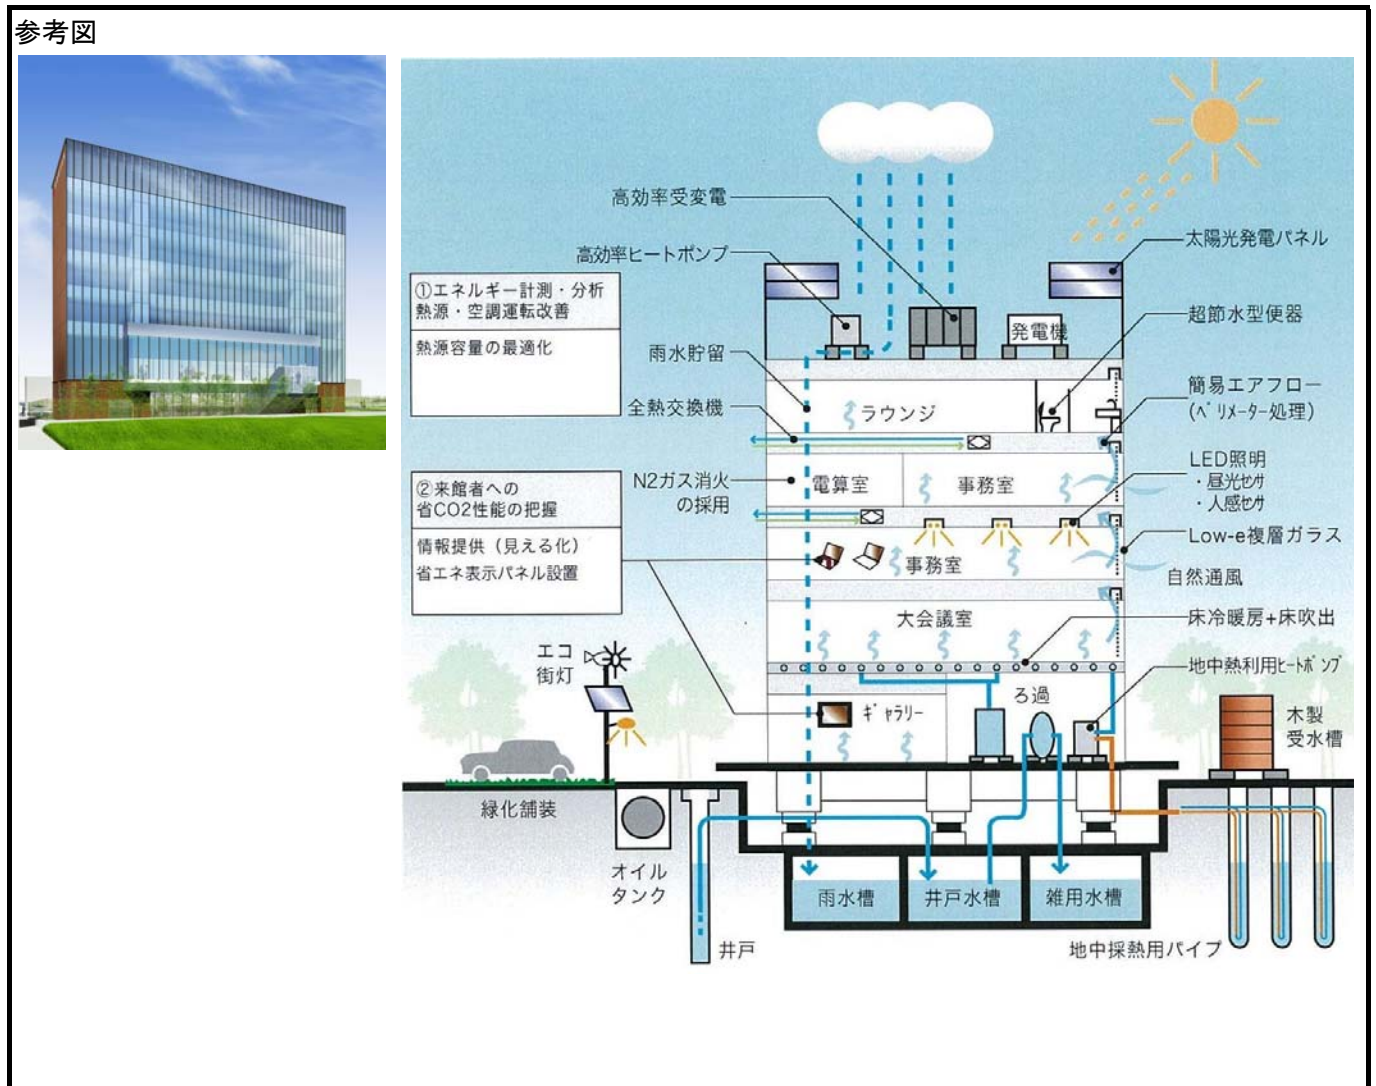 参考図
高効率受変電
高効率ヒートポンプ
太陽光発電パネル
①エネルギー計測・分析
熱源・空調運転改善
熱源容量の最適化
発電機
超節水型便器
雨水貯留
簡易エアフロー
(ペリメーター処理)
ラウンジ
全熱交換機
LED照明
・昼光センサ
・人感センサ
②来館者への
省CO2性能の把握
N2ガス消火
の採用
電算室
事務室
情報提供（見える化）
省エネ表示パネル設置
Low-e複層ガラス
事務室
自然通風
大会議室
床冷暖房+床吹出
エコ
街灯
地中熱利用ヒートポンプ
ろ過
ギャラリー
木製
受水槽
緑化舗装
オイル
タンク
雨水槽
井戸水槽
雑用水槽
井戸
地中採熱用パイプ